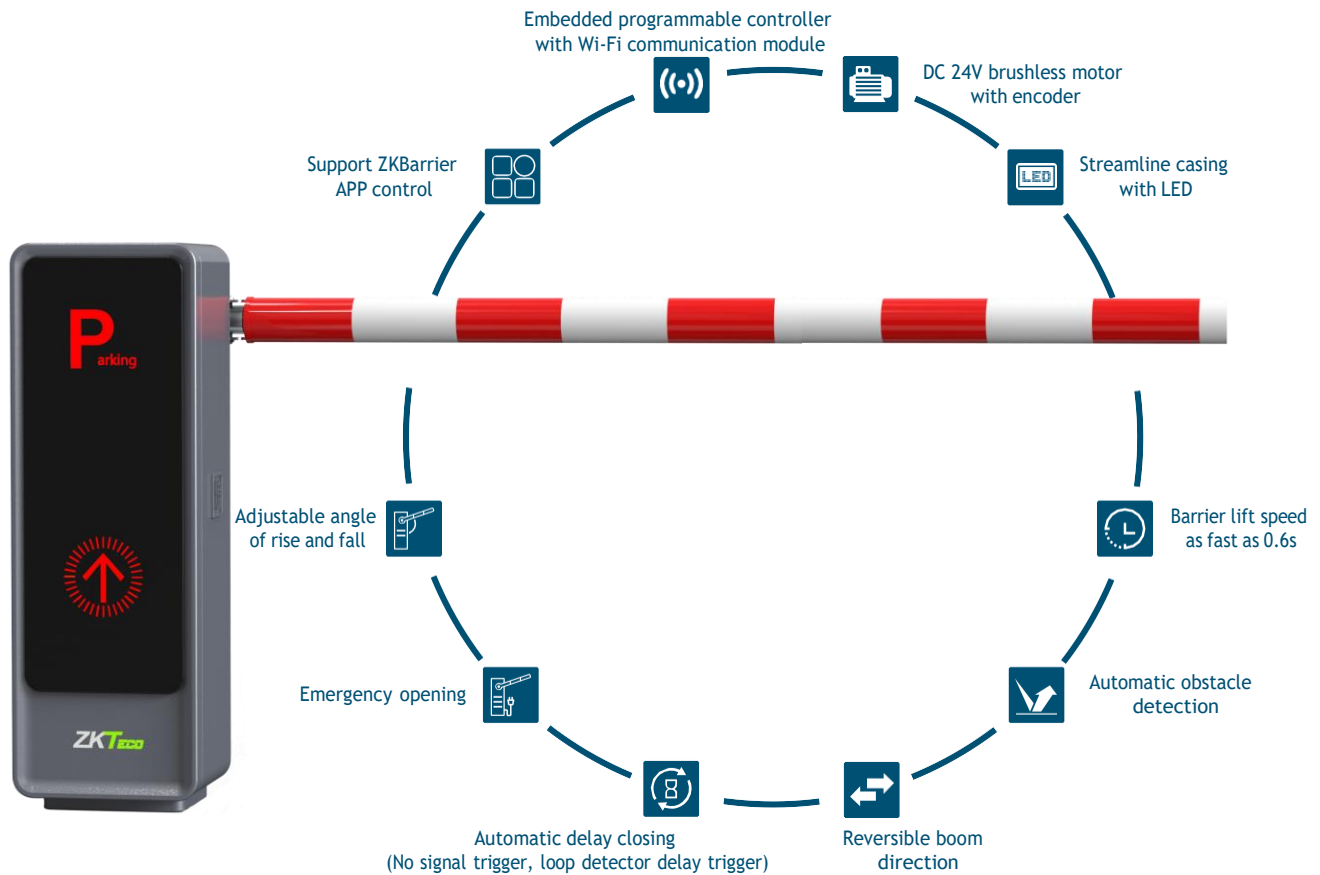 Embedded programmable controller
with Wi-Fi communication module
DC 24V brushless motor
with encoder
Support ZKBarrier
APP control
LED
Streamline casing
with LED
P
arking
Adjustable angle
of rise and fall
Barrier lift speed
as fast as 0.6s
Emergency opening
Automatic obstacle
detection
ZKTECO
Automatic delay closing
(No signal trigger, loop detector delay trigger)
Reversible boom
direction